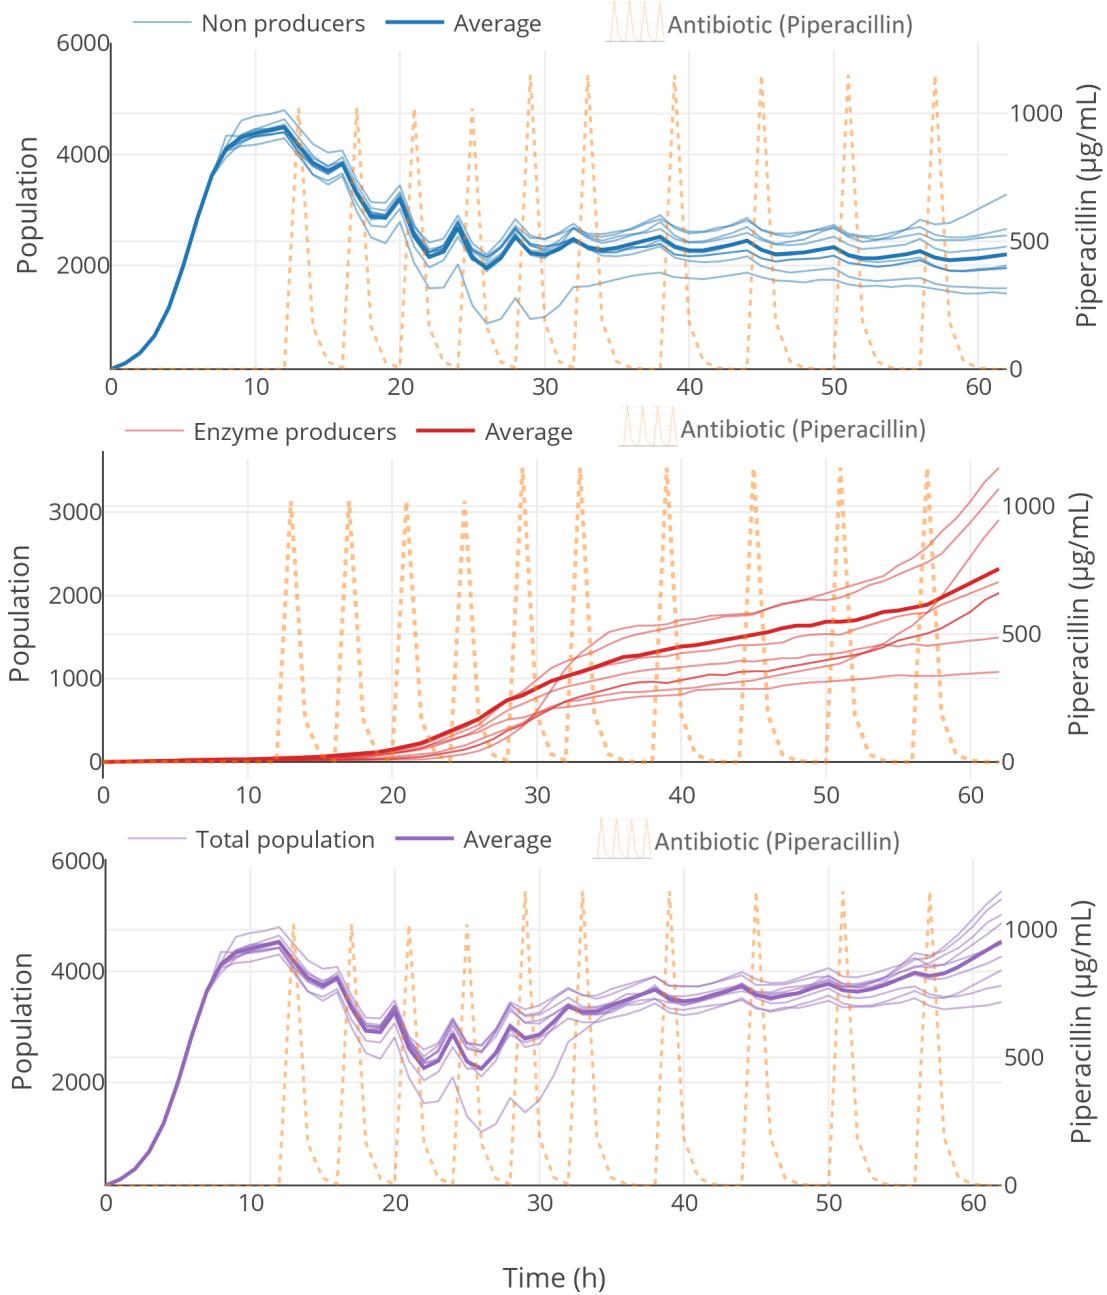 Non producers Average Antibiotic (Piperacillin)
6000
4000
2000
Population
1000
500
0
Piperacillin (µg/mL)
0 10 20 30 40 50 60
Enzyme producers Average Antibiotic (Piperacillin)
3000
2000
1000
0
Population
1000
500
0
Piperacillin (µg/mL)
0 10 20 30 40 50 60
Total population Average Antibiotic (Piperacillin)
6000
4000
2000
Population
1000
500
0
Piperacillin (µg/mL)
0 10 20 30 40 50 60
Time (h)